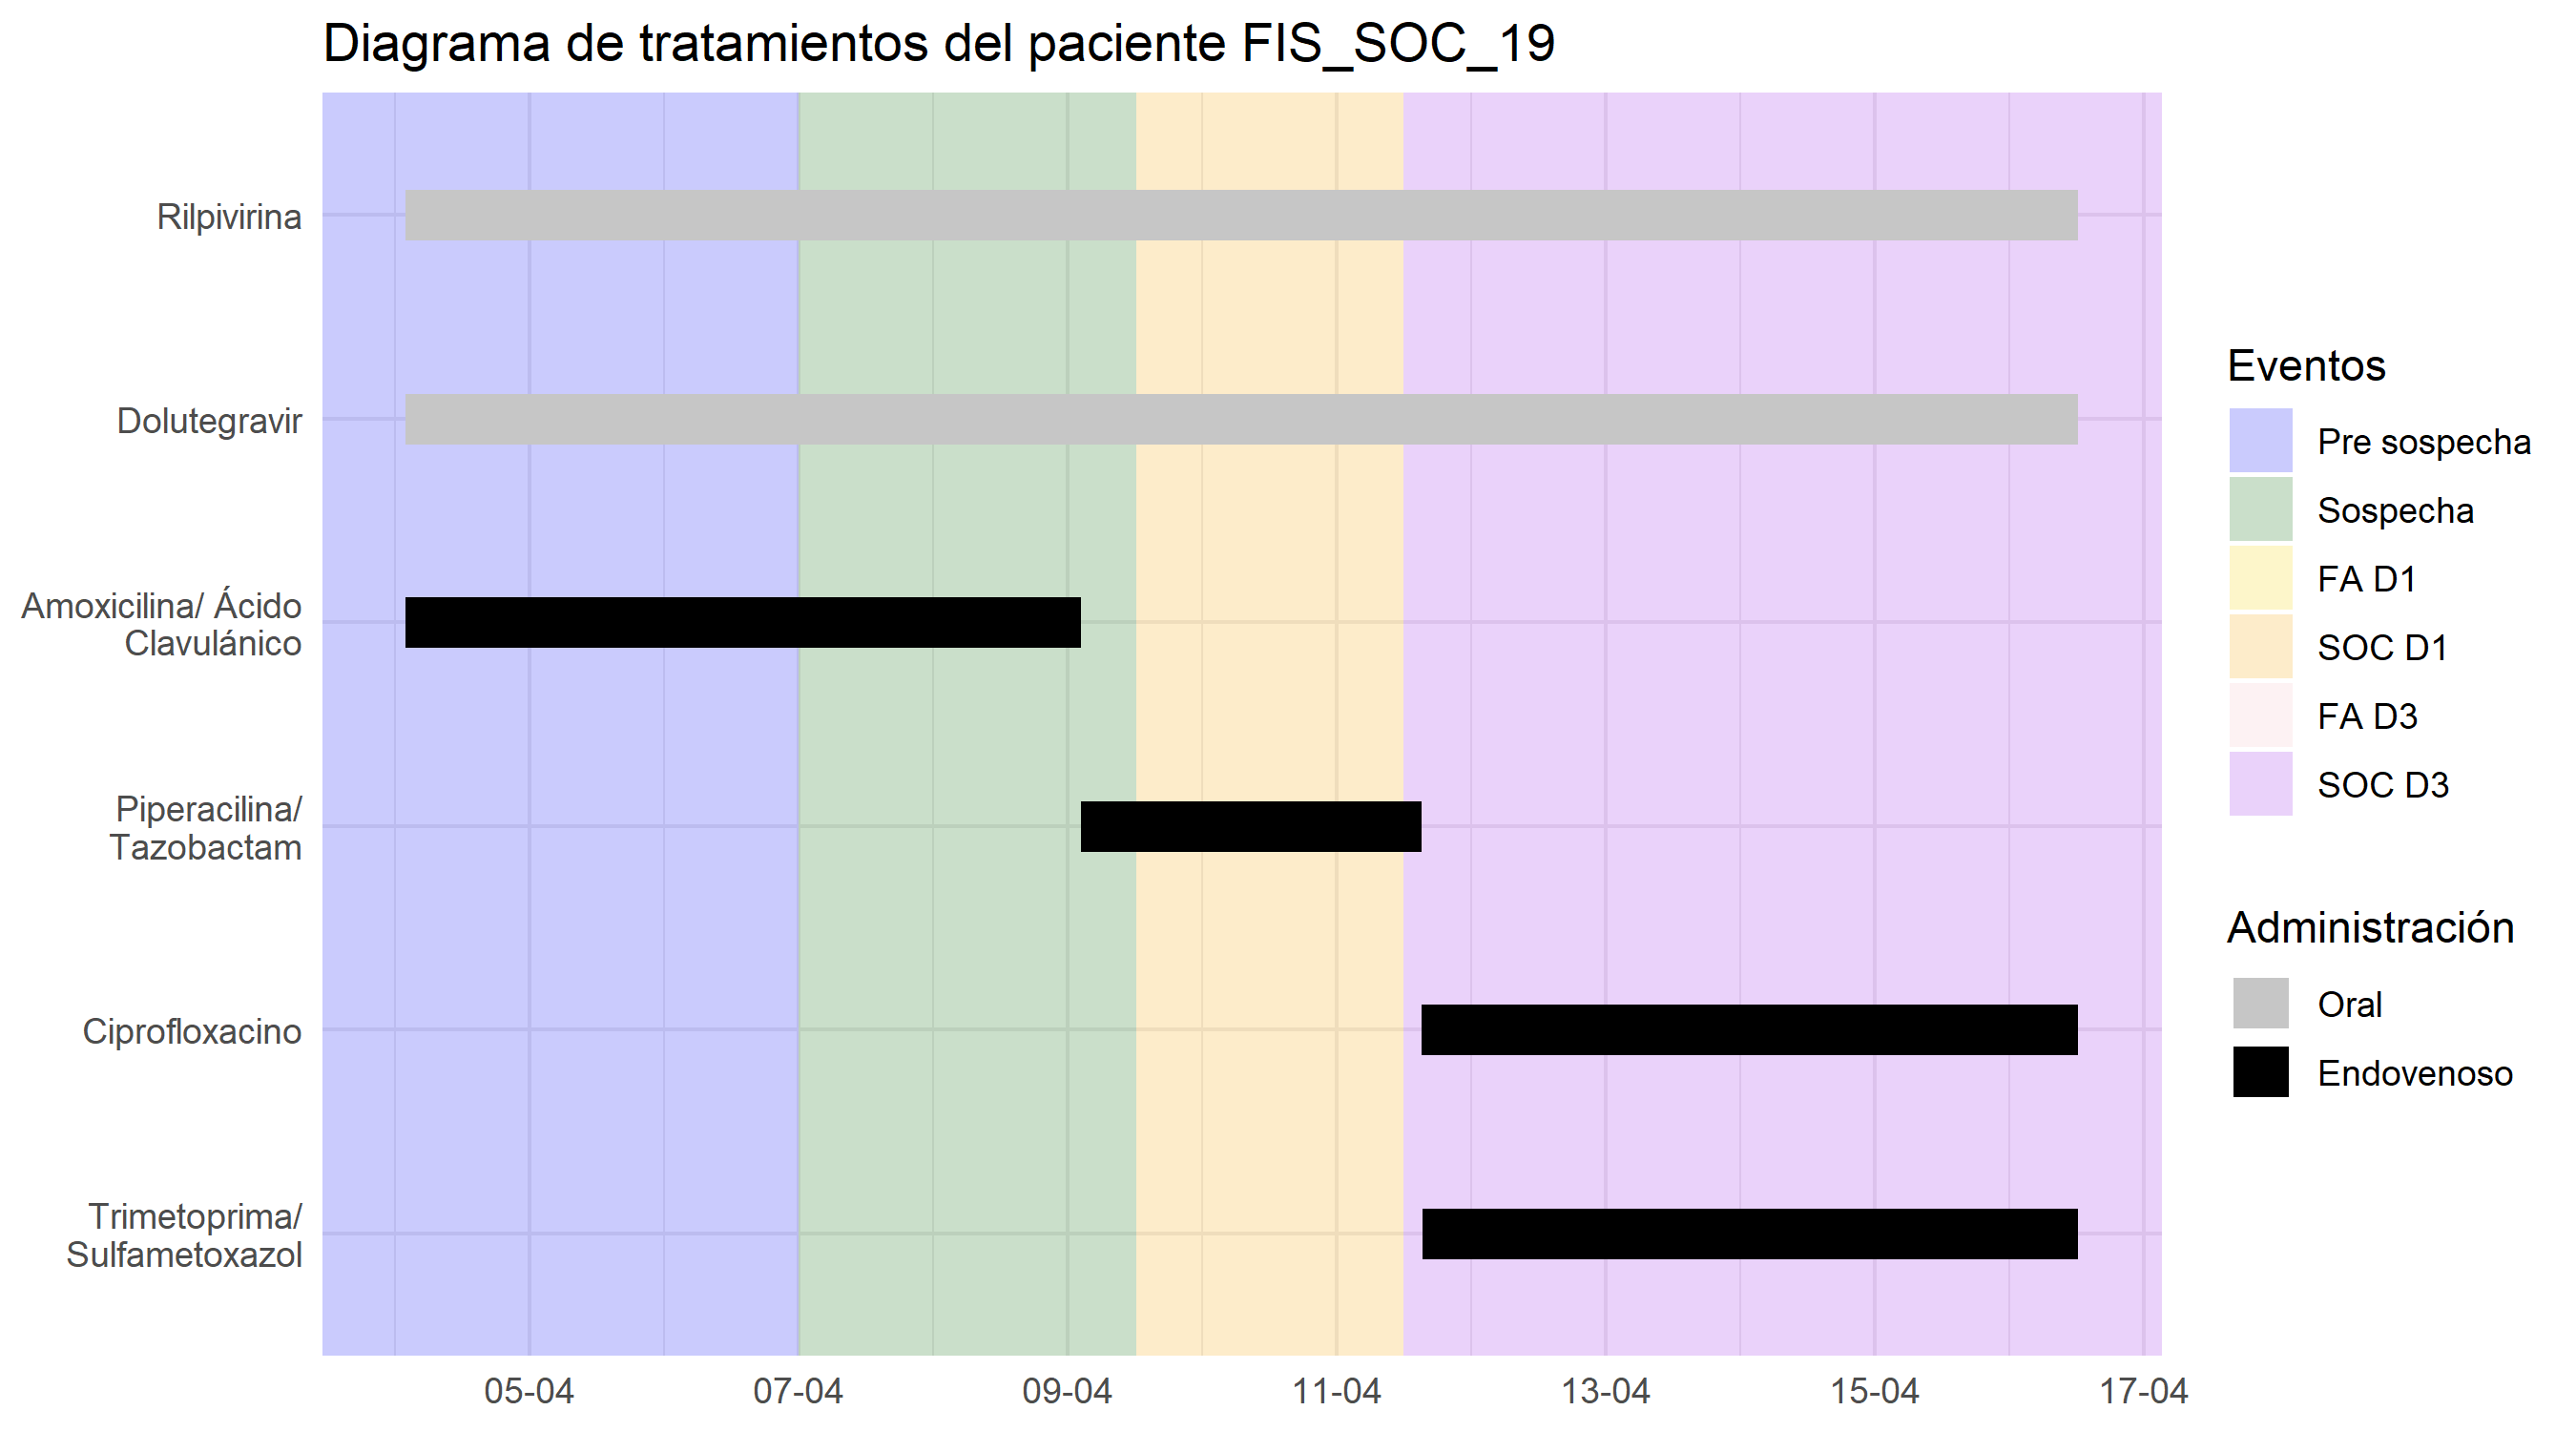 Diagrama de tratamientos del paciente FIS_SOC_19
Rilpivirina
Dolutegravir
Amoxicilina/ Ácido
Clavulánico
Piperacilina/
Tazobactam
Ciprofloxacino
Trimetoprima/
Sulfametoxazol
05-04
07-04
09-04
11-04
13-04
15-04
17-04
Eventos
Pre sospecha
Sospecha
FA D1
SOC D1
FA D3
SOC D3
Administración
Oral
Endovenoso